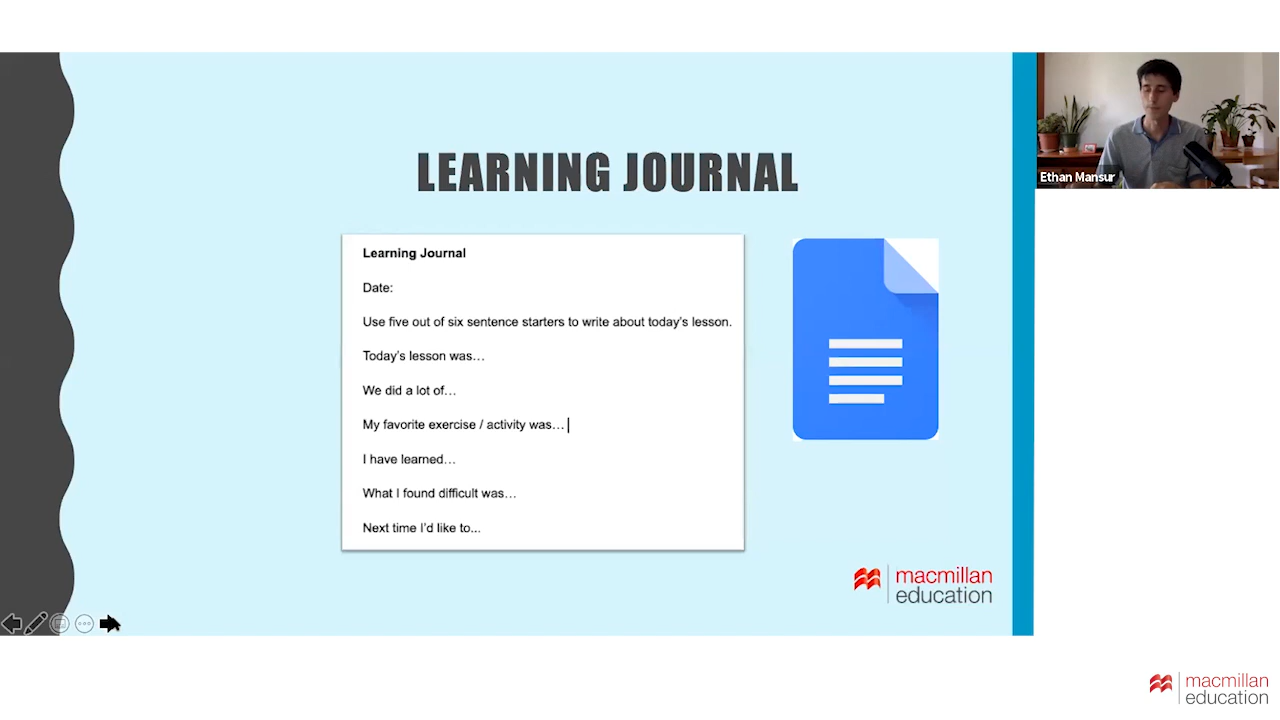 LEARNING JOURNAL
Learning Journal
Date:
Use five out of six sentence starters to write about today's lesson.
Today's lesson was…
We did a lot of…
My favorite exercise / activity was…
I have learned…
What I found difficult was…
Next time I'd like to...
macmillan
education
Ethan Mansur
macmillan
education